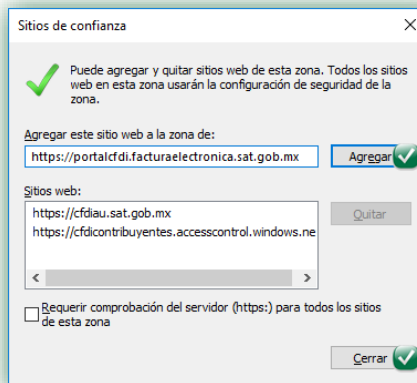 Sitios de confianza
Puede agregar y quitar sitios web de esta zona. Todos los sitios
web en esta zona usarán la configuración de seguridad de la
zona.
Agregar este sitio web a la zona de:
https://portalcfdi.facturaelectronica.sat.gob.mx
Agregar
Sitios web:
https://cfdiau.sat.gob.mx
https://cfdicontribuyentes.accesscontrol.windows.ne
Quitar
Requerir comprobación del servidor (https:) para todos los sitios
de esta zona
Cerrar